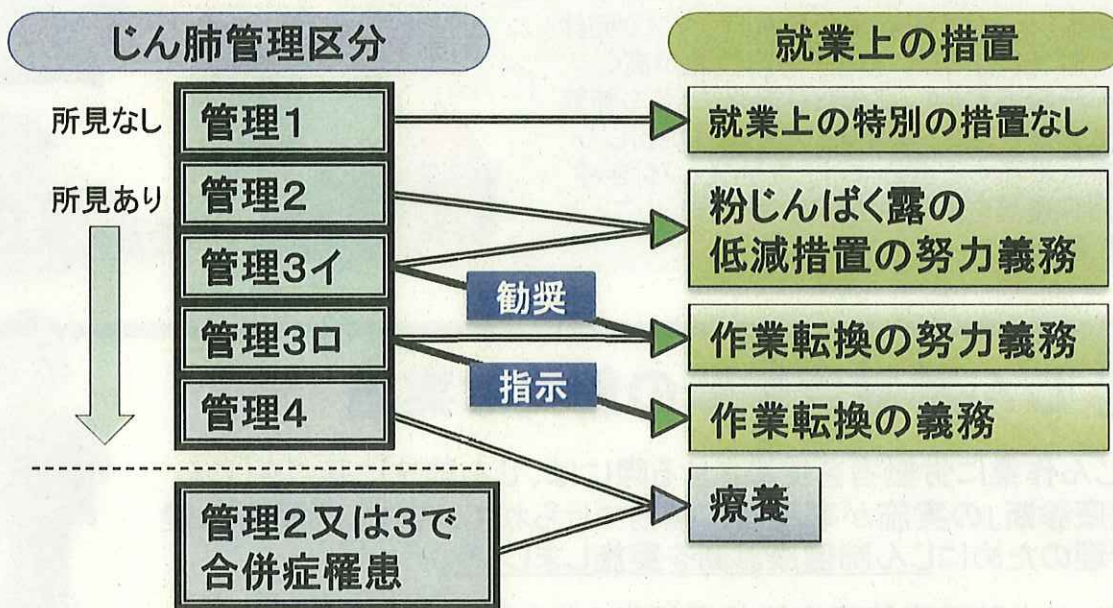 じん肺管理区分
就業上の措置
所見なし
管理1
就業上の特別の措置なし
所見あり
管理2
粉じんばく露の
低減措置の努力義務
管理3イ
勧奨
管理3ロ
作業転換の努力義務
指示
管理4
作業転換の義務
療養
管理2又は3で
合併症罹患